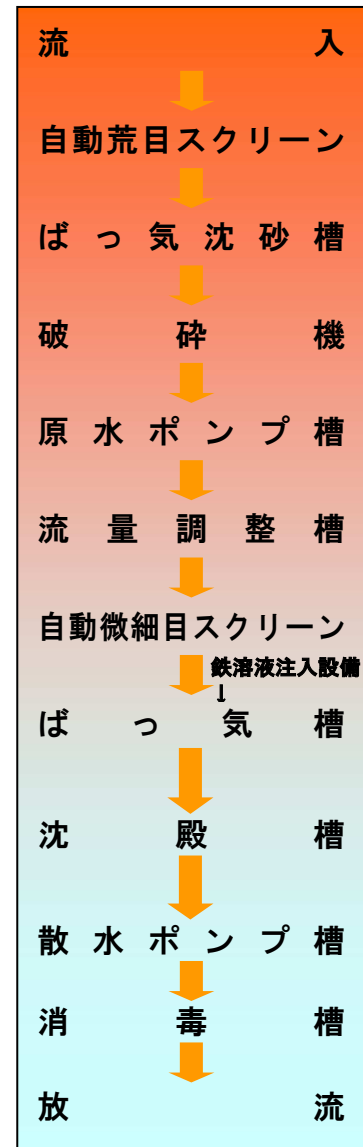 流入
自動荒目スクリーン
ばっ気沈砂槽
破砕機
原水ポンプ槽
流量調整槽
自動微細目スクリーン
鉄溶液注入設備
↓
ばっ気槽
沈殿槽
散水ポンプ槽
消毒槽
放流